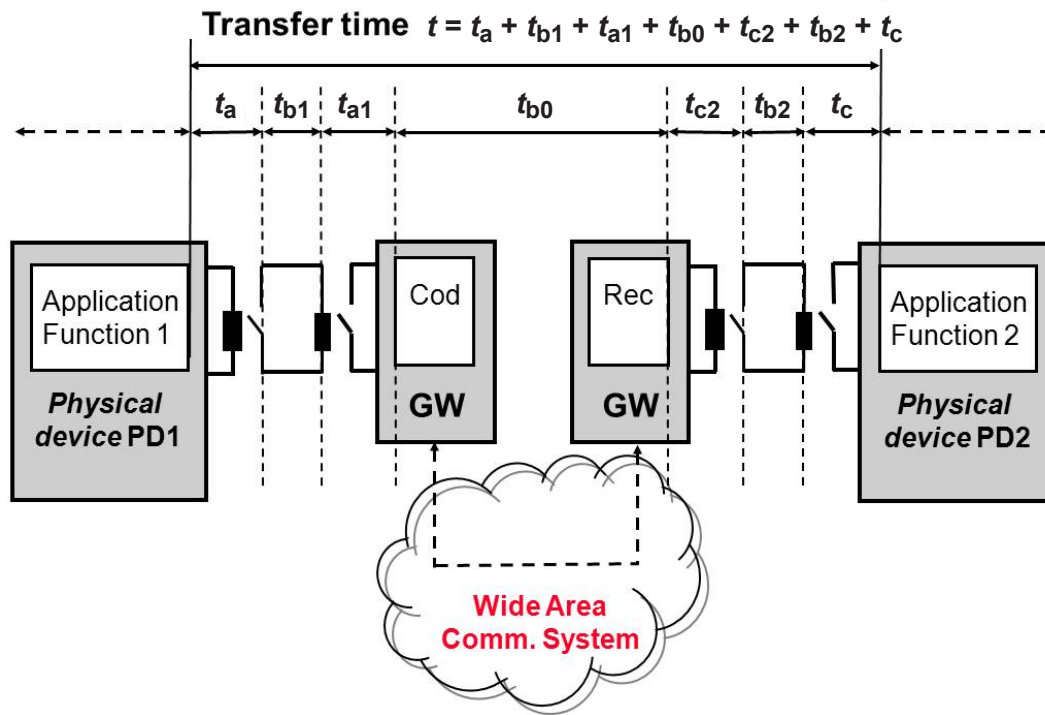 Transfer time t = ta + tb1 + ta1 + tb0 + tc2 + tb2 + tc
ta tb1 ta1 tb0 tc2 tb2 tc
Application
Function 1
Physical
device PD1
Cod
GW
Rec
GW
Application
Function 2
Physical
device PD2
Wide Area
Comm. System